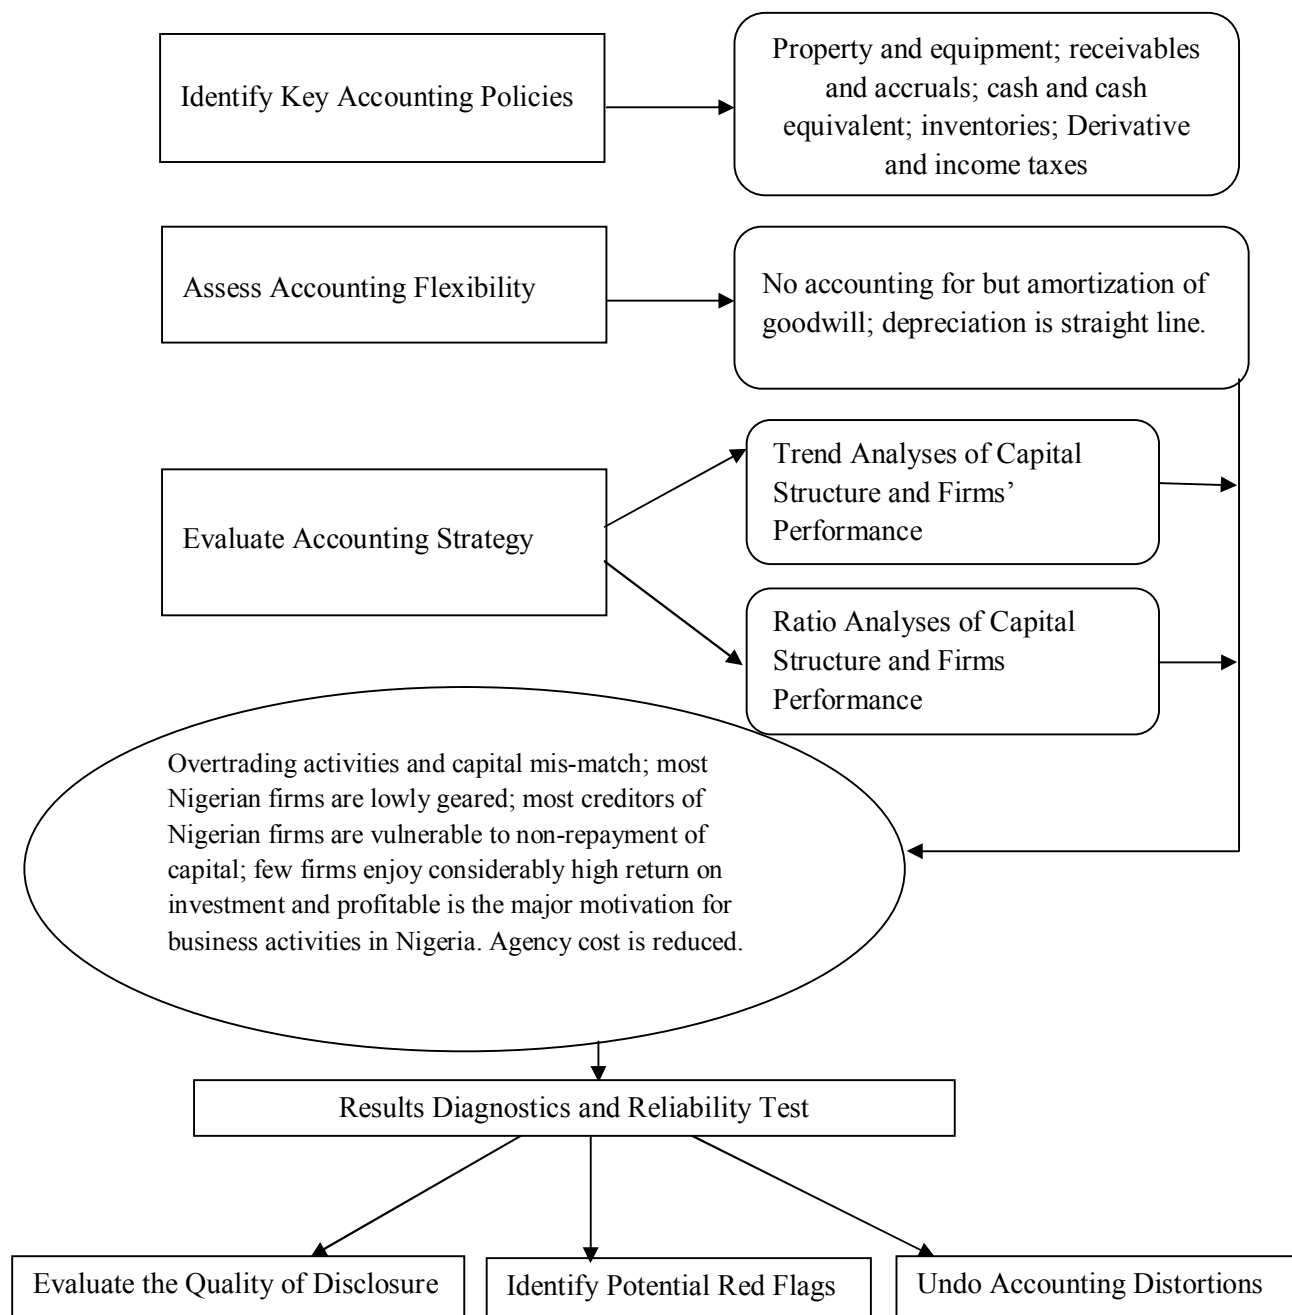 Identify Key Accounting Policies
Property and equipment; receivables
and accruals; cash and cash
equivalent; inventories; Derivative
and income taxes
Assess Accounting Flexibility
No accounting for but amortization of
goodwill; depreciation is straight line.
Evaluate Accounting Strategy
Trend Analyses of Capital
Structure and Firms’
Performance
Ratio Analyses of Capital
Structure and Firms
Performance
Overtrading activities and capital mis-match; most
Nigerian firms are lowly geared; most creditors of
Nigerian firms are vulnerable to non-repayment of
capital; few firms enjoy considerably high return on
investment and profitable is the major motivation for
business activities in Nigeria. Agency cost is reduced.
Results Diagnostics and Reliability Test
Evaluate the Quality of Disclosure
Identify Potential Red Flags
Undo Accounting Distortions